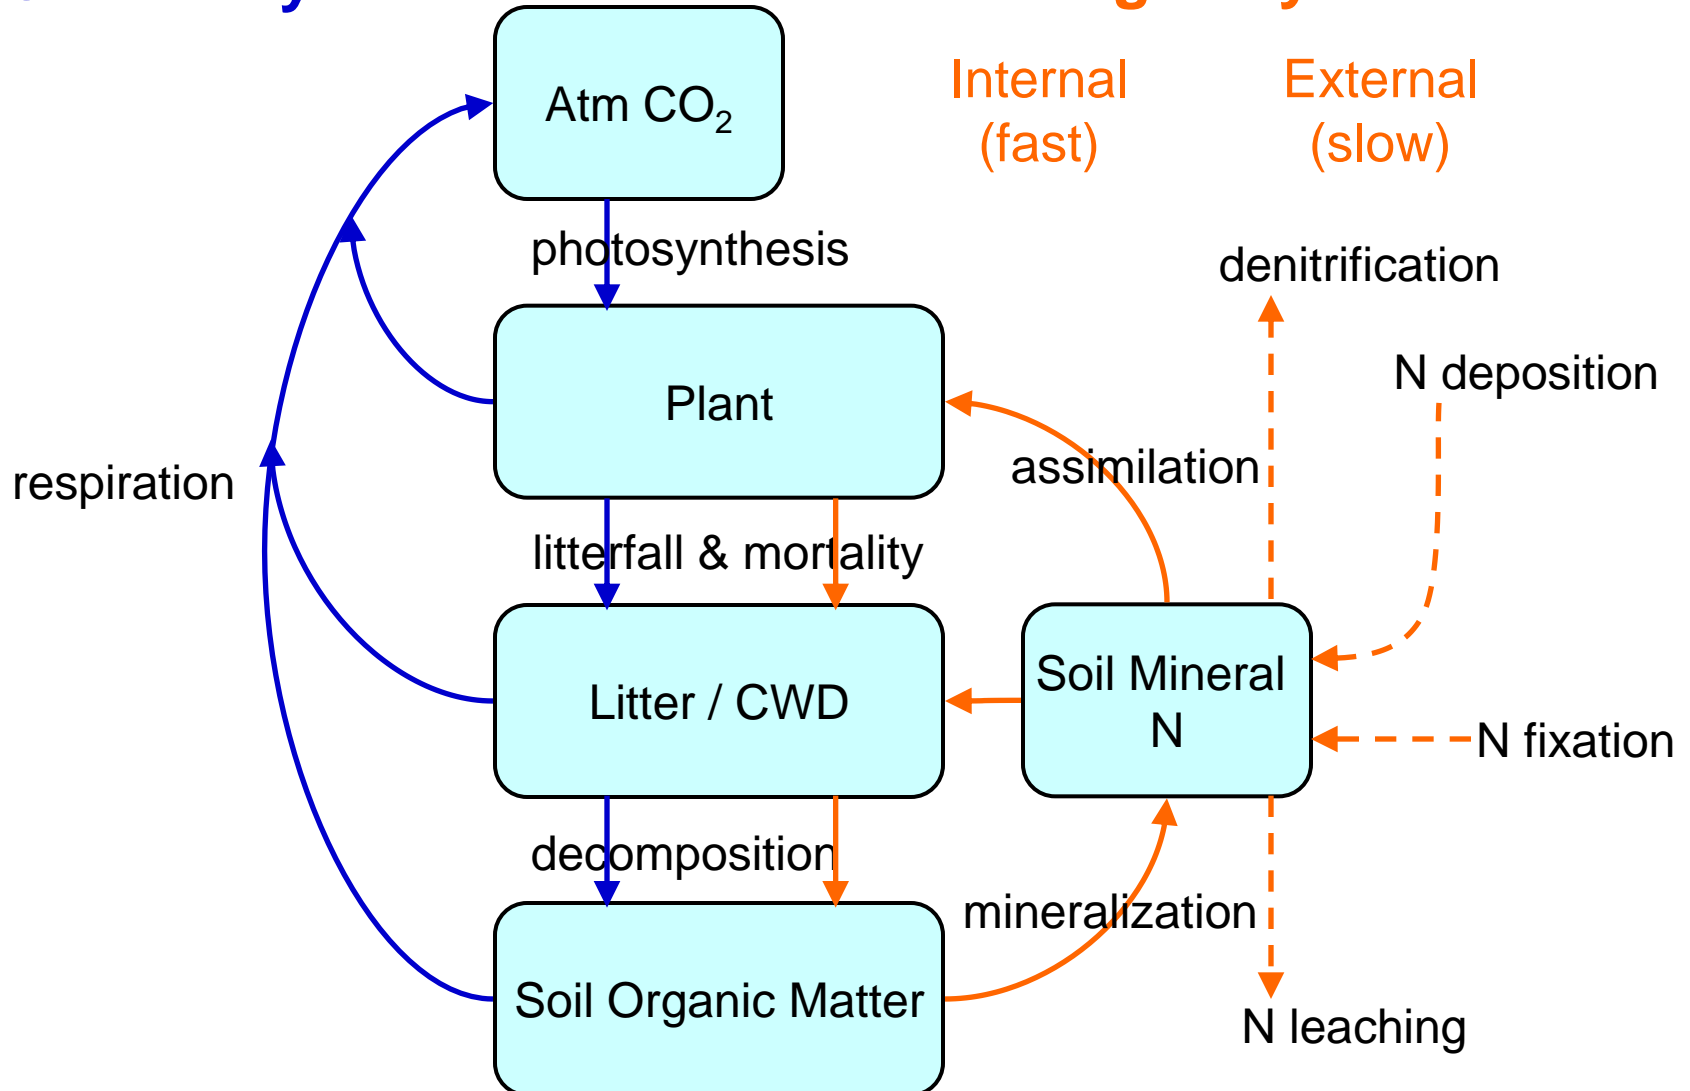 Internal
(fast)
External
(slow)
Atm CO₂
photosynthesis
denitrification
N deposition
Plant
assimilation
respiration
litterfall & mortality
Soil Mineral
N
Litter / CWD
N fixation
decomposition
mineralization
Soil Organic Matter
N leaching